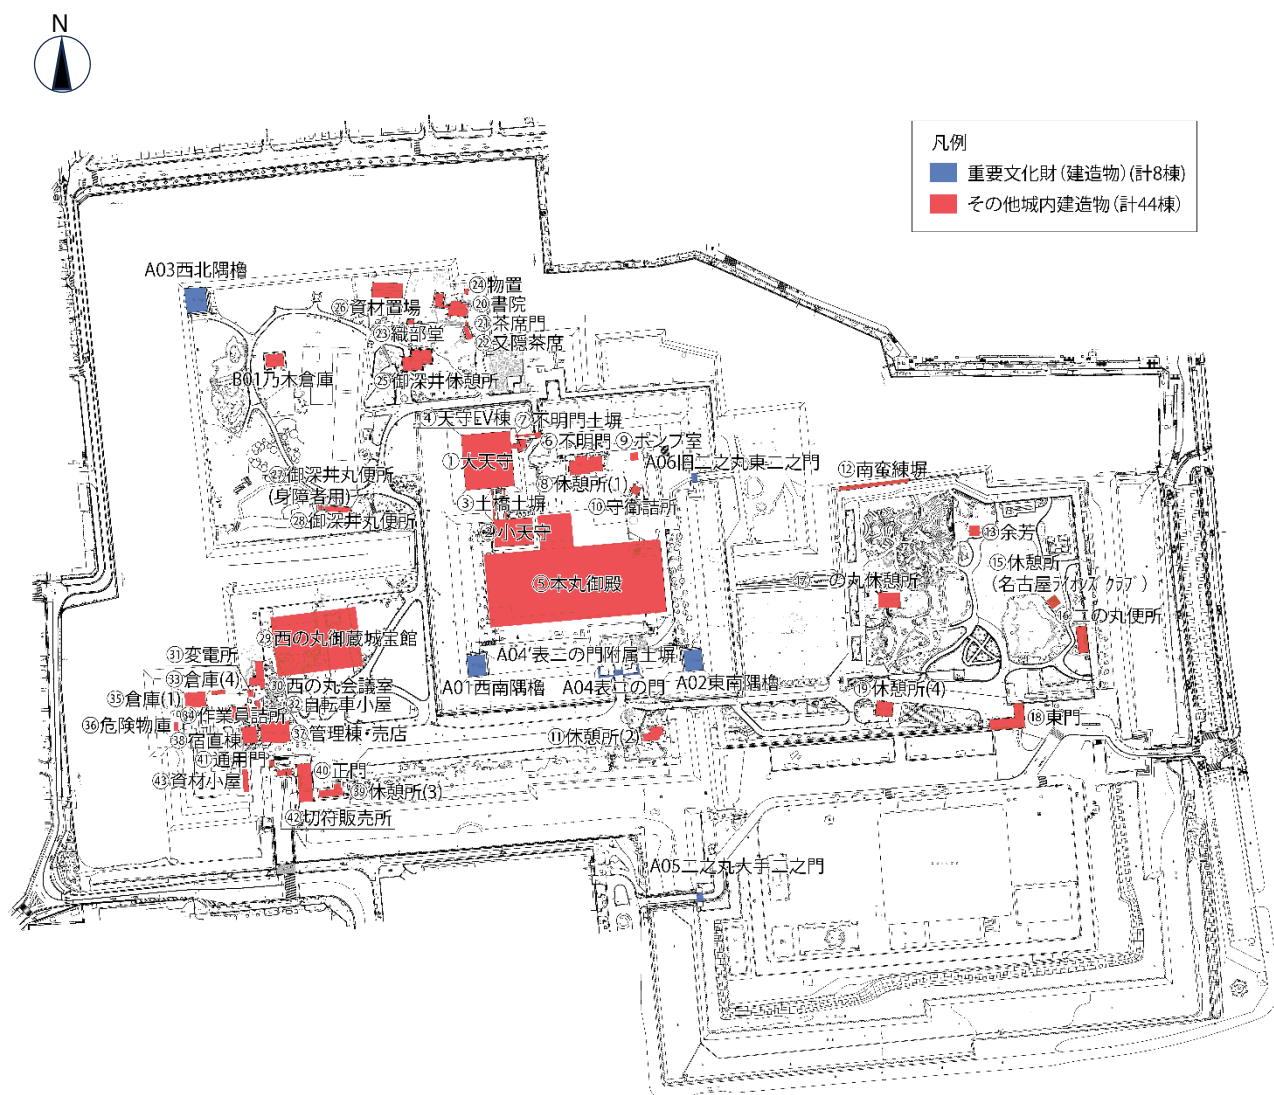 N
凡例
重要文化財(建造物)(計8棟)
その他城内建造物(計44棟)
A03西北隅櫓
㉔物置
⑳書院
㉖資材置場
㉑茶席門
㉓織部堂
㉒又隠茶席
B01乃木倉庫
㉕御深井休憩所
④天守EV棟
⑦不明門土塀
⑥不明門
⑨ポンプ室
①大天守
A06旧二之丸東二之門
⑧休憩所(1)
⑫南蛮練塀
㉗御深井丸便所
(身障者用)
③土橋土塀
⑩守衛詰所
㉘御深井丸便所
②小天守
⑬余芳
⑮休憩所
(名古屋ライオンズクラブ)
⑤本丸御殿
⑰二の丸休憩所
⑯二の丸便所
㉙西の丸御蔵城宝館
㉛変電所
A04'表二の門附属土塀
㉝倉庫(4)
㉚西の丸会議室
A01西南隅櫓
A04表二の門
A02東南隅櫓
⑲休憩所(4)
㉟倉庫(1)
㉜自転車小屋
㉞作業員詰所
㊱危険物庫
⑱東門
㊳宿直棟
㊲管理棟・売店
⑪休憩所(2)
㊶通用門
㊵正門
㊸資材小屋
㊴休憩所(3)
㊷切符販売所
A05二之丸大手二之門